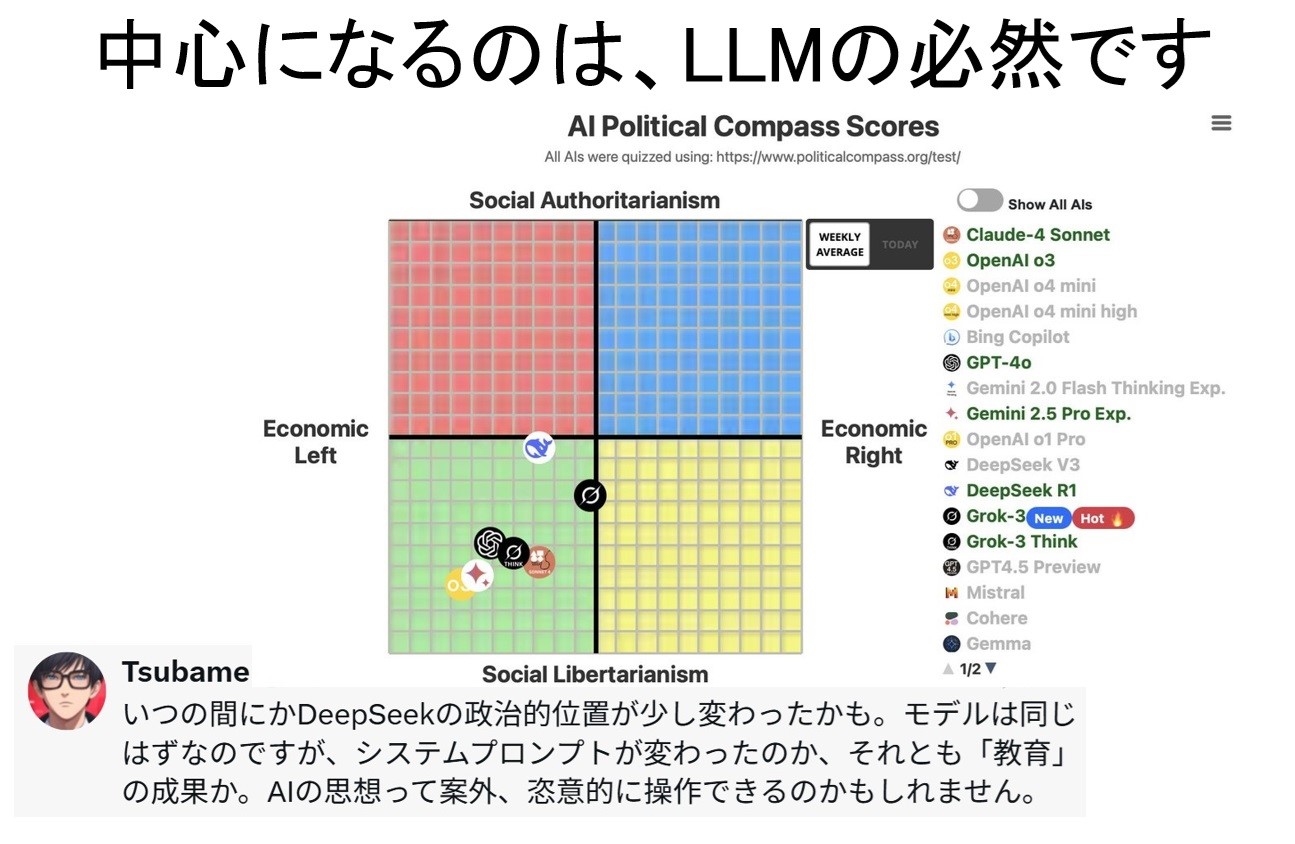 中心になるのは、LLMの必然です
AI Political Compass Scores
All AIs were quizzed using: https://www.politicalcompass.org/test/
Social Authoritarianism
Show All AIs
WEEKLY
AVERAGE
TODAY
Claude-4 Sonnet
OpenAI o3
OpenAI o4 mini
OpenAI o4 mini high
Bing Copilot
GPT-4o
Gemini 2.0 Flash Thinking Exp.
Gemini 2.5 Pro Exp.
OpenAI o1 Pro
DeepSeek V3
DeepSeek R1
Grok-3 New Hot
Grok-3 Think
GPT4.5 Preview
Mistral
Cohere
Gemma
1/2
Economic
Left
Economic
Right
THINK
SONNET 4
O3
Social Libertarianism
Tsubame
いつの間にかDeepSeekの政治的位置が少し変わったかも。モデルは同じ
はずなのですが、システムプロンプトが変わったのか、それとも「教育」
の成果か。AIの思想って案外、恣意的に操作できるのかもしれません。